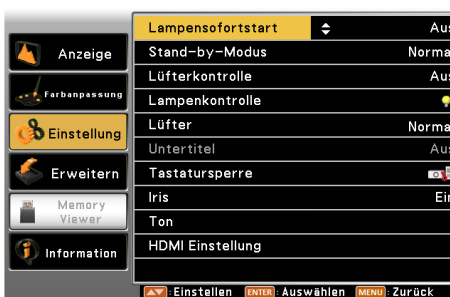 Anzeige
Farbanpassung
Einstellung
Erweitern
Memory
Viewer
Information
Lampensofortstart
Stand-by-Modus
Lüfterkontrolle
Lampenkontrolle
Lüfter
Untertitel
Tastatursperre
Iris Ein
Ton
HDMI Einstellung
:Einstellen ENTER:Auswählen MENU:Zurück